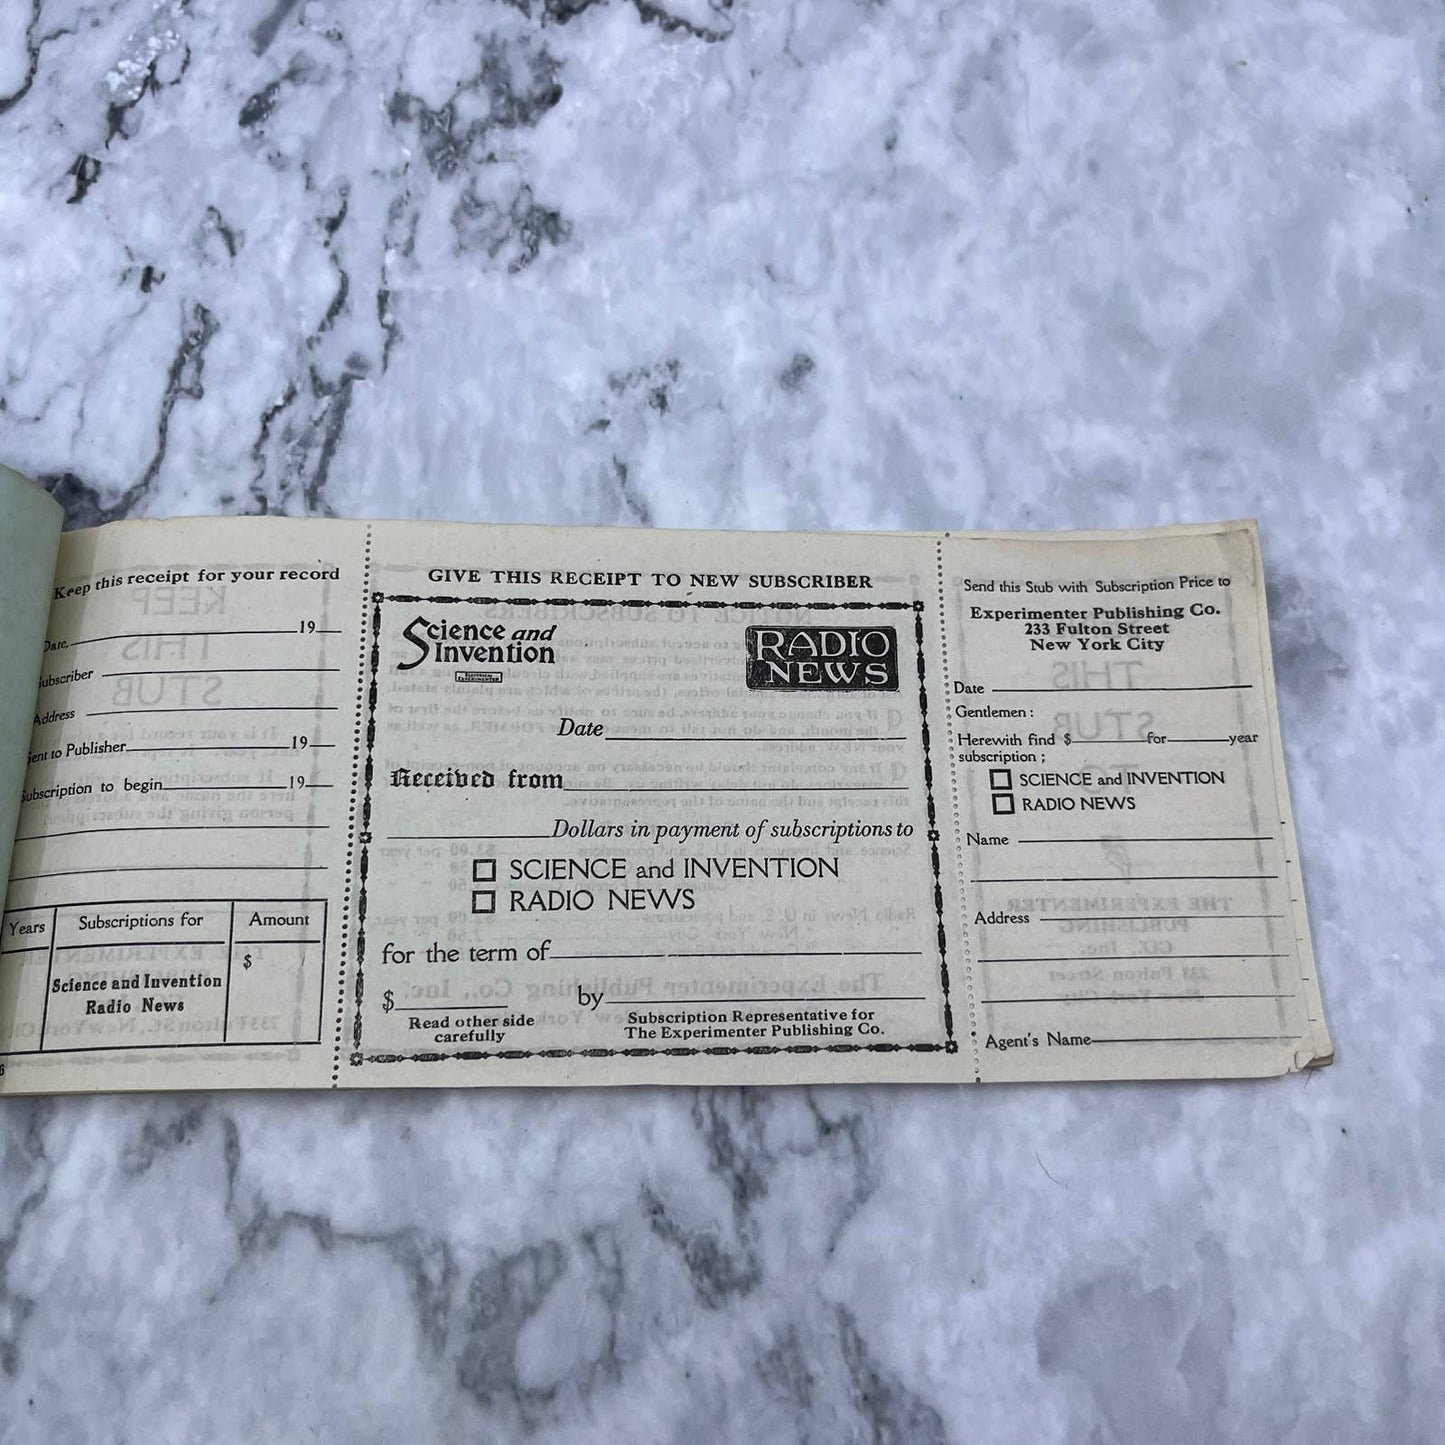 Keep this receipt for your record
Date, 19
Subscriber
Address
Sent to Publisher 19
Subscription to begin 19
Years Subscriptions for Amount
$
Science and Invention
Radio News
6
GIVE THIS RECEIPT TO NEW SUBSCRIBER
Science and
Invention
ELECTRICAL
EXPERIMENTER
RADIO
NEWS
Date
Received from
Dollars in payment of subscriptions to
SCIENCE and INVENTION
RADIO NEWS
for the term of
$ by
Read other side
carefully
Subscription Representative for
The Experimenter Publishing Co.
Send this Stub with Subscription Price to
Experimenter Publishing Co.
233 Fulton Street
New York City
Date
Gentlemen:
Herewith find $ for year
subscription;
SCIENCE and INVENTION
RADIO NEWS
Name
Address
Agent's Name